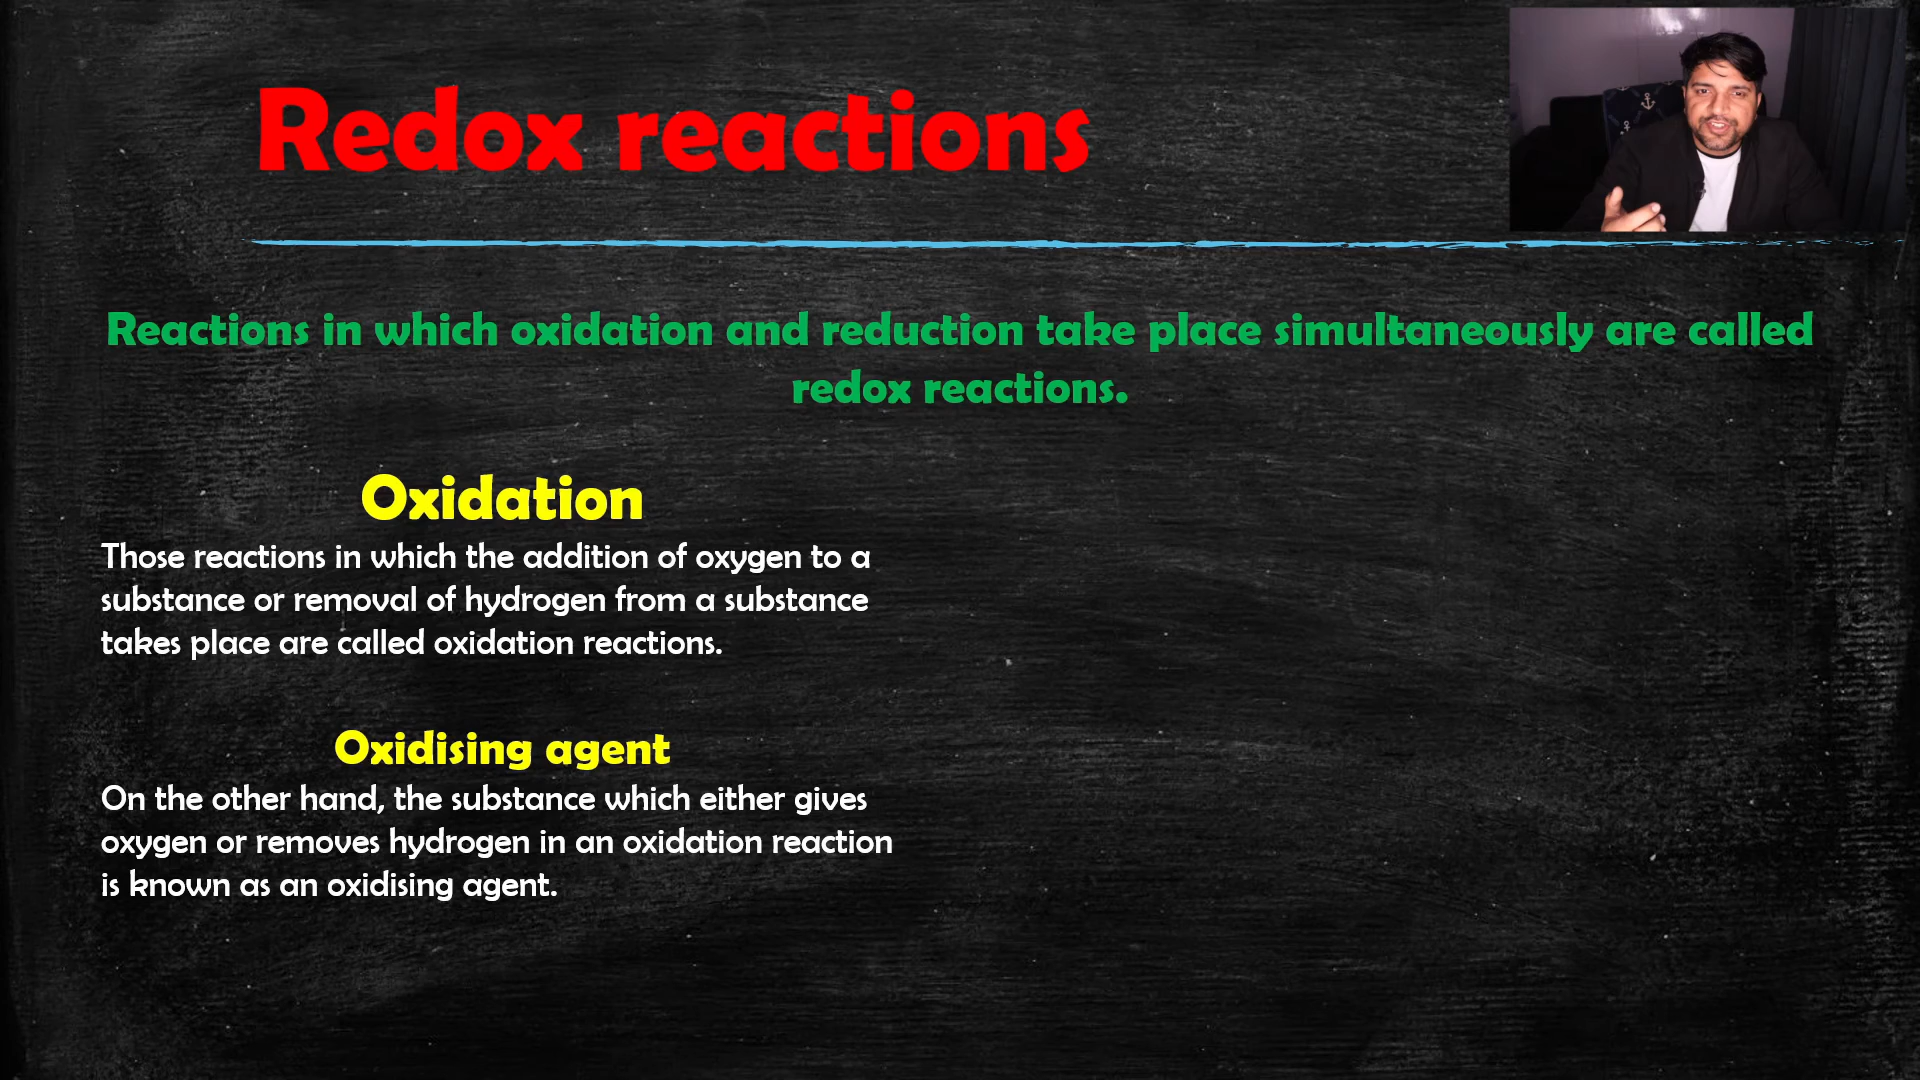 Redox reactions
Reactions in which oxidation and reduction take place simultaneously are called
redox reactions.
Oxidation
Those reactions in which the addition of oxygen to a
substance or removal of hydrogen from a substance
takes place are called oxidation reactions.
Oxidising agent
On the other hand, the substance which either gives
oxygen or removes hydrogen in an oxidation reaction
is known as an oxidising agent.